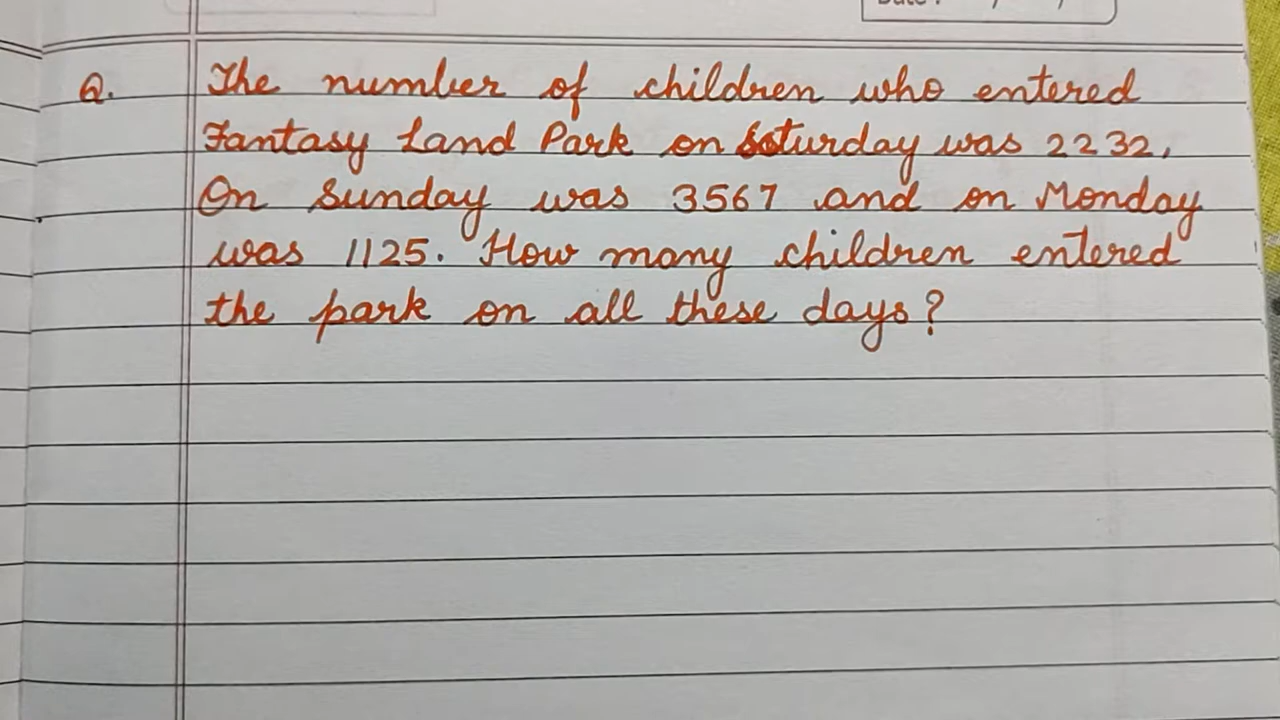 Q. The number of children who entered
Fantasy Land Park on Saturday was 2232,
On Sunday was 3567 and on Monday
was 1125. How many children entered
the park on all these days?